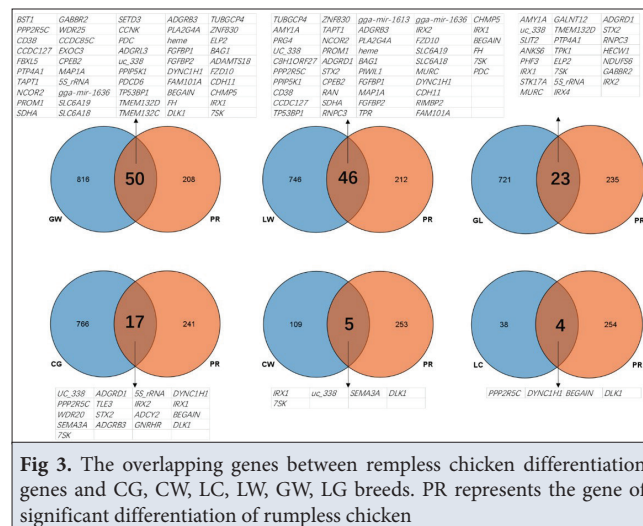 BST1 GABBR2 SETD3 ADGRB3 TUBGCP4
PPP2R5C WDR25 CCNK PLA2G4A ZNF830
CD38 CCDC85C PDC heme ELP2
CCDC127 EXOC3 ADGRL3 FGFBP1 BAG1
FBXL5 CPEB2 uc_338 FGFBP2 ADAMTS18
PTP4A1 MAP1A PPIP5K1 DYNC1H1 FZD10
TAPT1 5S_rRNA PDCD6 FAM101A CDH11
NCOR2 gga-mir-1636 TP53BP1 BEGAIN CHMP5
PROM1 SLC6A19 TMEM132D FH IRX1
SDHA SLC6A18 TMEM132C DLK1 7SK
816 50 208
GW PR
TUBGCP4 ZNF830 gga-mir-1613 gga-mir-1636 CHMP5
AMY1A TAPT1 ADGRB3 IRX2 IRX1
PRG4 NCOR2 PLA2G4A FZD10 BEGAIN
UC_338 PROM1 heme SLC6A19 FH
C8H1ORF27 ADGRD1 BAG1 SLC6A18 7SK
PPP2R5C STX2 PIWIL1 MURC PDC
CD38 RAN MAP1A CDH11
CCDC127 SDHA FGFBP2 RIMBP2
TP53BP1 RNPC3 TPR FAM101A
PPIP5K1 CPEB2 FGFBP1 DYNC1H1
DLK1
746 46 212
LW PR
AMY1A GALNT12 ADGRD1
UC_338 TMEM132D STX2
SLIT2 PTP4A1 RNPC3
ANKS6 TPK1 HECW1
PHF3 ELP2 NDUFS6
IRX1 7SK GABBR2
STK17A 5S_rRNA IRX2
MURC IRX4
721 23 235
GL PR
766 17 241
CG PR
UC_338 ADGRD1 5S_rRNA DYNC1H1
PPP2R5C TLE3 IRX2 IRX1
WDR20 STX2 ADCY2 BEGAIN
SEMA3A ADGRB3 GNRHR DLK1
7SK
109 5 253
CW PR
IRX1 uc_338 SEMA3A DLK1
7SK
38 4 254
LC PR
PPP2R5C DYNC1H1 BEGAIN DLK1
Fig 3. The overlapping genes between rempless chicken differentiation
genes and CG, CW, LC, LW, GW, LG breeds. PR represents the gene of
significant differentiation of rumpless chicken